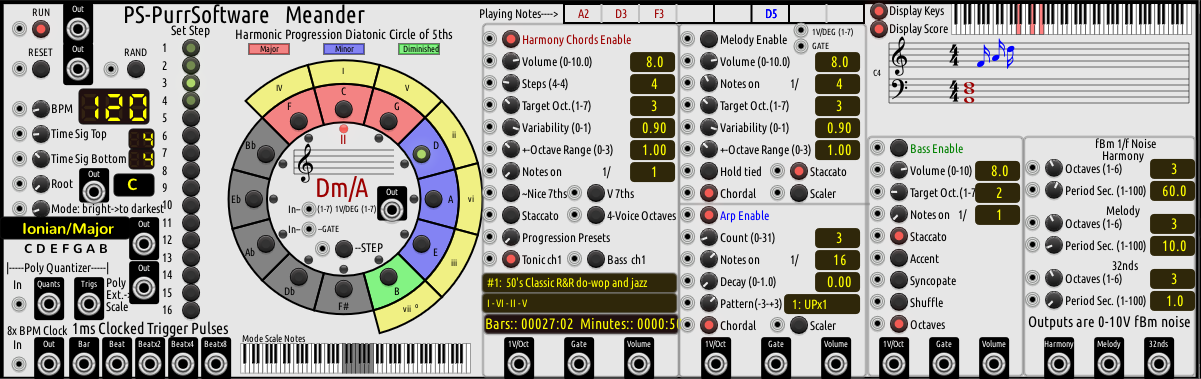 PS-PurrSoftware Meander
RUN
Out
RESET
Out
RAND
BPM
120
Time Sig Top
4
Time Sig Bottom
4
Root
Out
C
Mode: bright->to darkest
Ionian/Major
C D E F G A B
Out
|-----Poly Quantizer----|
In
Quants
Trigs
Poly
Ext.->
Scale
Out
8x BPM Clock 1ms Clocked Trigger Pulses
In
Out
Bar
Beat
Beatx2
Beatx4
Beatx8
Set Step
1
2
3
4
5
6
7
8
9
10
11
12
13
14
15
16
Harmonic Progression Diatonic Circle of 5ths
Major
Minor
Diminished
I
IV
V
ii
vi
iii
vii °
C
F
G
Bb
D
Eb
A
Ab
E
Db
F#
B
II
Dm/A
Out
In~ (1-7) 1V/DEG (1-7)
In~ ~GATE
~STEP
Mode Scale Notes
Playing Notes---->
A2
D3
F3
D5
Harmony Chords Enable
Volume (0-10.0)
8.0
Steps (4-4)
4
Target Oct.(1-7)
3
Variability (0-1)
0.90
+-Octave Range (0-3)
1.00
Notes on 1/
1
~Nice 7ths
V 7ths
Staccato
4-Voice Octaves
Progression Presets
Tonic ch1
Bass ch1
#1: 50's Classic R&R do-wop and jazz
I - VI - II - V
Bars:: 00027:02 Minutes:: 0000:50
1V/Oct
Gate
Volume
Melody Enable
1V/DEG (1-7)
GATE
Volume (0-10.0)
8.0
Notes on 1/
4
Target Oct.(1-7)
3
Variability (0-1)
0.90
+-Octave Range (0-3)
1.00
Hold tied
Staccato
Chordal
Scaler
Arp Enable
Count (0-31)
3
Notes on 1/
16
Decay (0-1.0)
0.00
Pattern(-3-+3)
1: UPx1
Chordal
Scaler
1V/Oct
Gate
Volume
Display Keys
Display Score
C4
4
4
4
4
Bass Enable
Volume (0-10)
8.0
Target Oct.(1-7
2
Notes on 1/
1
Staccato
Accent
Syncopate
Shuffle
Octaves
1V/Oct
Gate
Volume
fBm 1/f Noise
Harmony
Octaves (1-6)
3
Period Sec. (1-100)
60.0
Melody
Octaves (1-6)
3
Period Sec. (1-100)
10.0
32nds
Octaves (1-6)
3
Period Sec. (1-100)
1.0
Outputs are 0-10V fBm noise
Harmony
Melody
32nds